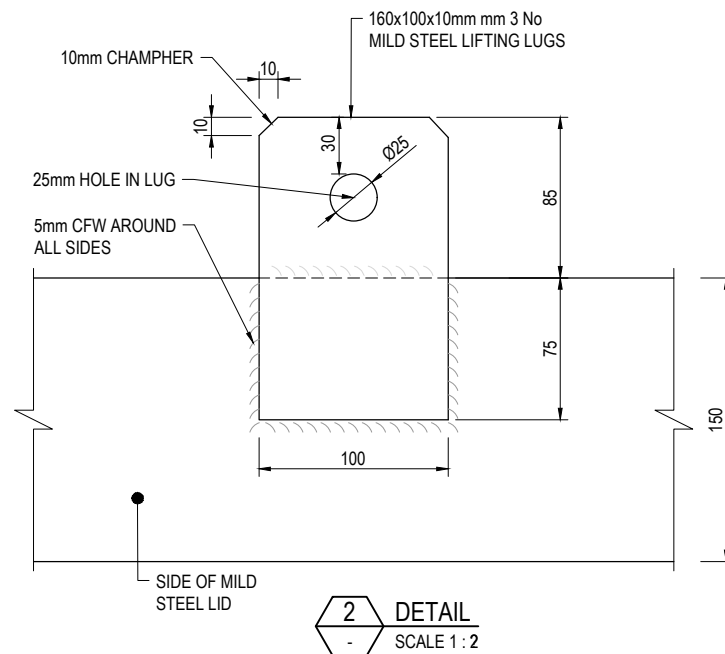 160x100x10mm mm 3 No
MILD STEEL LIFTING LUGS
10mm CHAMPHER
10
10
30
Ø25
25mm HOLE IN LUG
85
5mm CFW AROUND
ALL SIDES
75
150
100
SIDE OF MILD
STEEL LID
2
-
DETAIL
SCALE 1 : 2